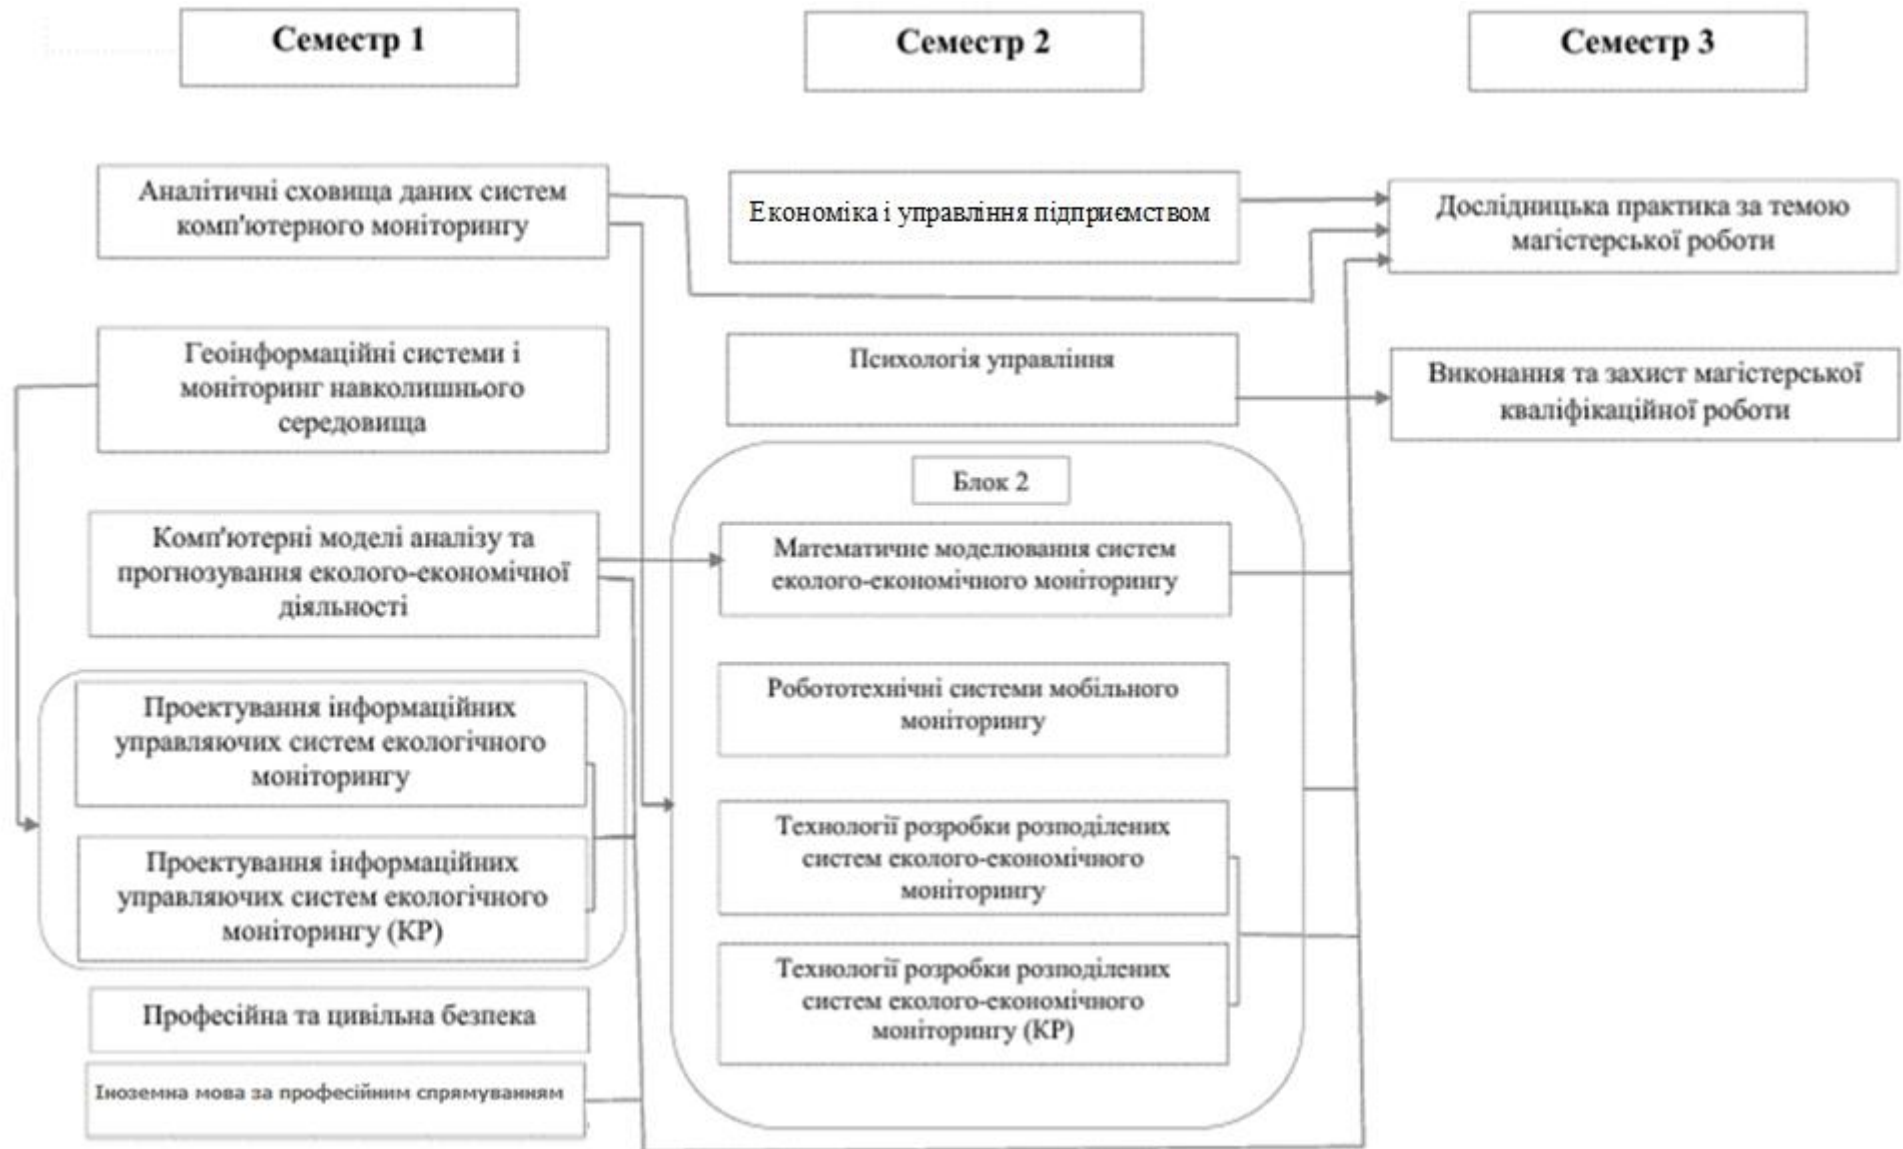 Семестр 1
Семестр 2
Семестр 3
Аналітичні сховища даних систем
комп'ютерного моніторингу
Економіка і управління підприємством
Дослідницька практика за темою
магістерської роботи
Геоінформаційні системи і
моніторинг навколишнього
середовища
Психологія управління
Виконання та захист магістерської
кваліфікаційної роботи
Блок 2
Комп'ютерні моделі аналізу та
прогнозування еколого-економічної
діяльності
Математичне моделювання систем
еколого-економічного моніторингу
Проектування інформаційних
управляючих систем екологічного
моніторингу
Робототехнічні системи мобільного
моніторингу
Проектування інформаційних
управляючих систем екологічного
моніторингу (КР)
Технології розробки розподілених
систем еколого-економічного
моніторингу
Професійна та цивільна безпека
Технології розробки розподілених
систем еколого-економічного
моніторингу (КР)
Іноземна мова за професійним спрямуванням